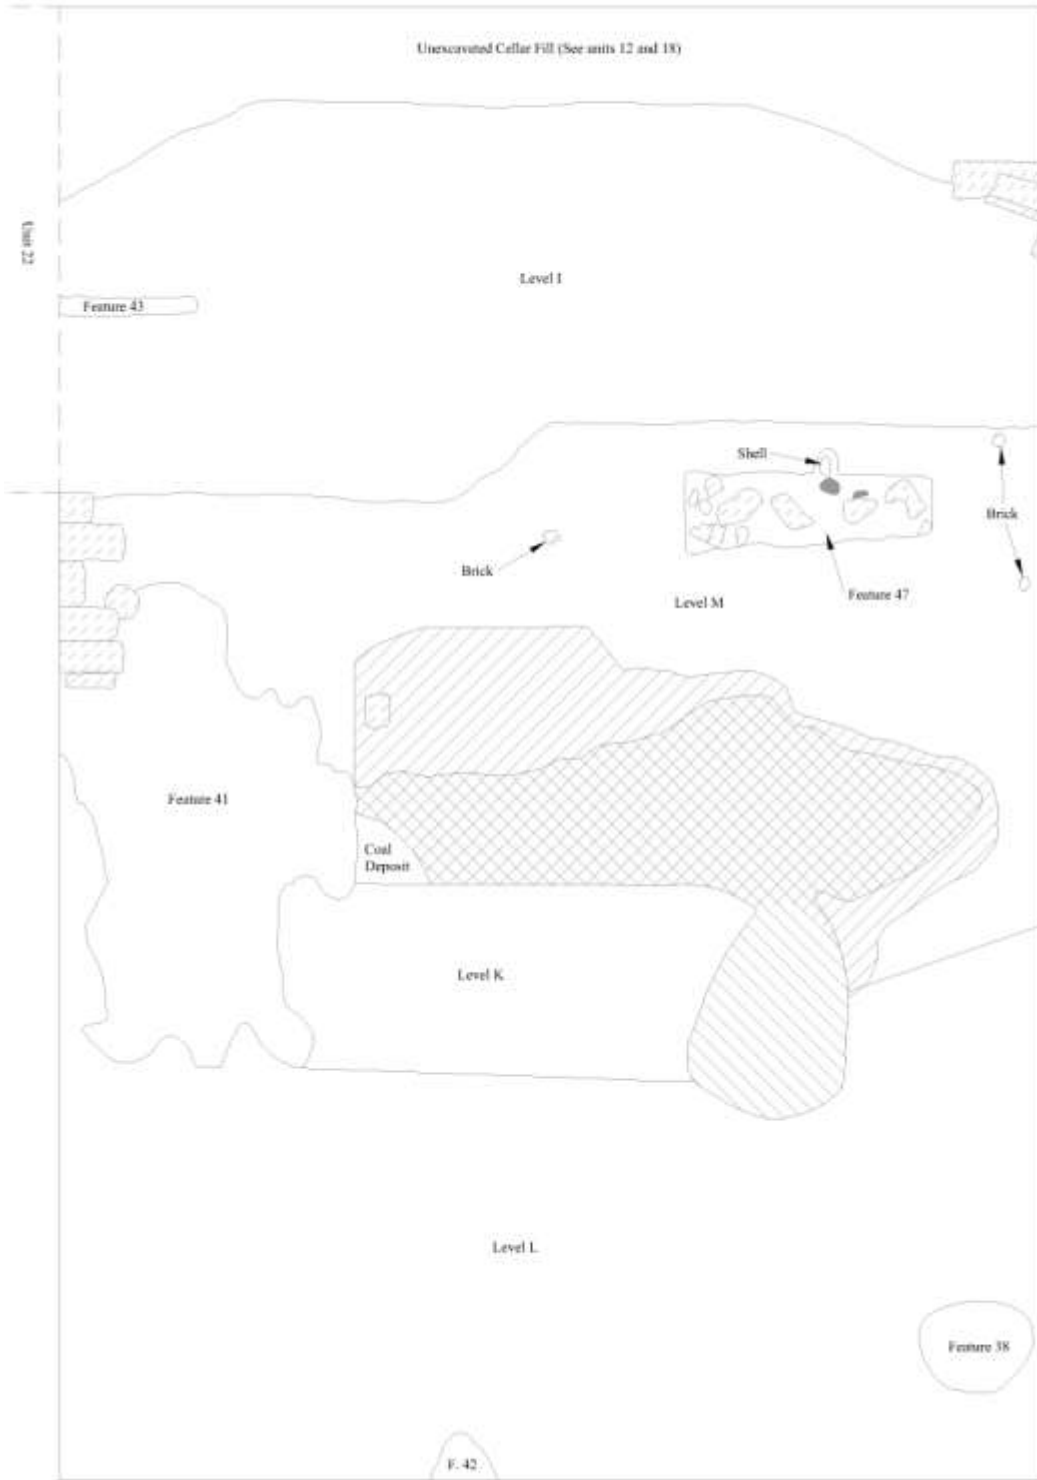 Unexcavated Cellar Fill (See units 12 and 18)
Unit 22
Level I
Feature 43
Shell
Brick
Brick
Feature 47
Level M
Feature 41
Coal
Deposit
Level K
Level L
Feature 38
F. 42